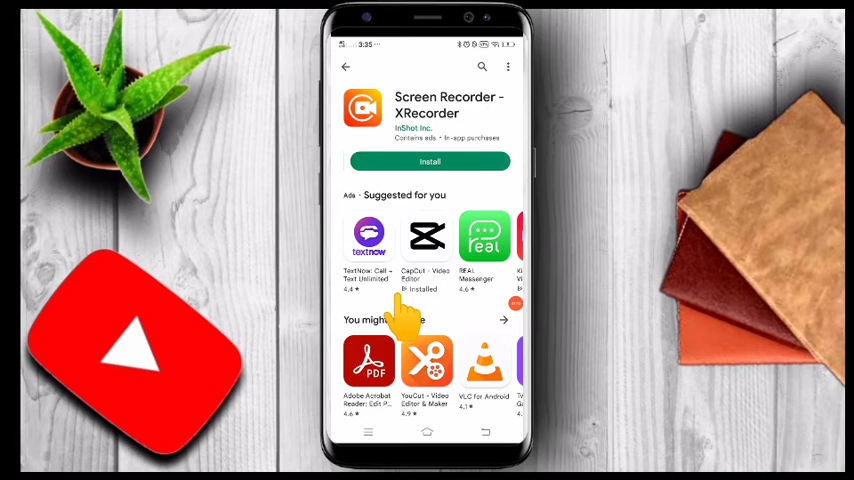 3:35
Screen Recorder -
XRecorder
InShot Inc.
Contains ads • In-app purchases
Install
Ads • Suggested for you
textnow
real
TextNow: Call +
Text Unlimited
4.4 ★
CapCut - Video
Editor
Installed
REAL
Messenger
4.6 ★
You might
PDF
Adobe Acrobat
Reader: Edit P...
4.6 ★
YouCut - Video
Editor & Maker
4.9 ★
VLC for Android
4.1 ★